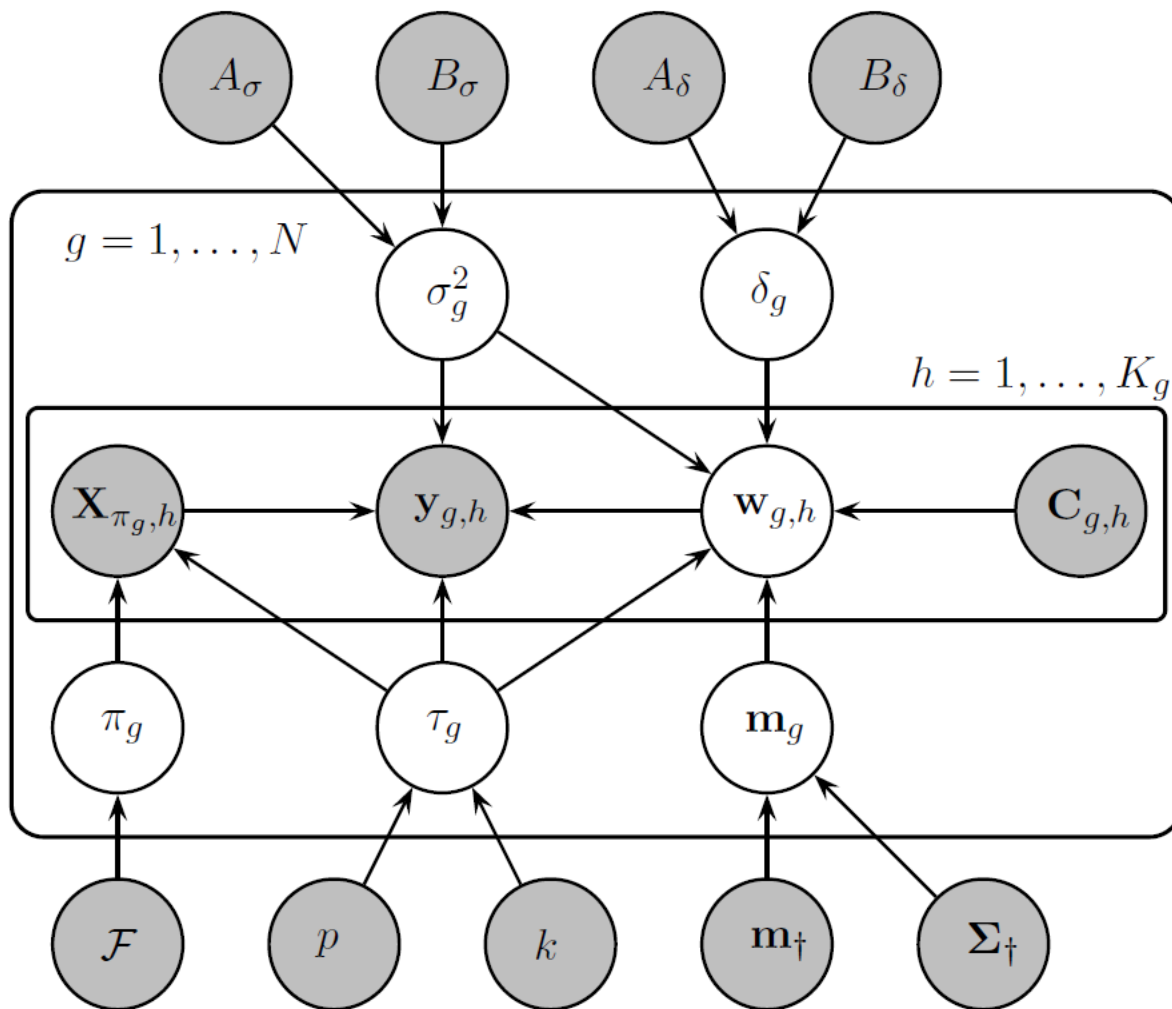 A_σ B_σ A_δ B_δ
g = 1, . . . , N
σ_g^2 δ_g
h = 1, . . . , K_g
X_{π_g,h} y_{g,h} w_{g,h} C_{g,h}
π_g τ_g m_g
ℱ p k m_† Σ_†